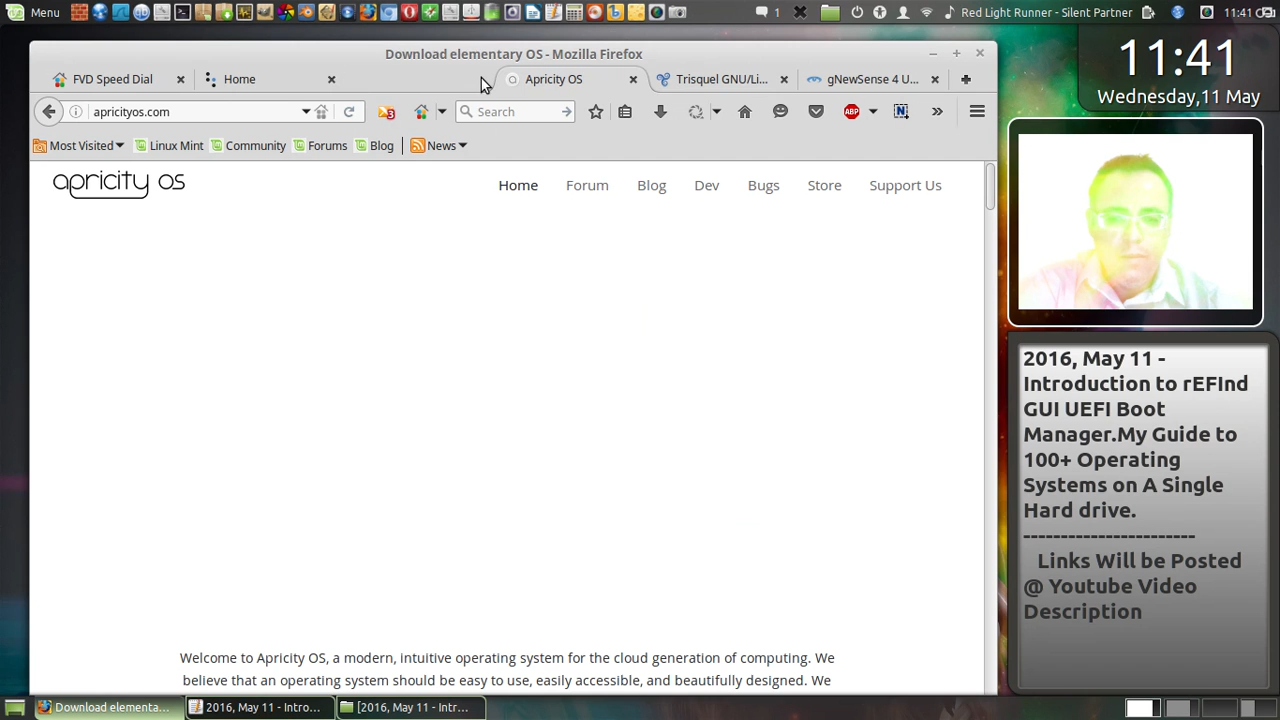 Menu
1
Red Light Runner - Silent Partner
11:41
Download elementary OS - Mozilla Firefox
FVD Speed Dial
Home
Apricity OS
Trisquel GNU/Li...
gNewSense 4 U...
apricityos.com
3
Search
ABP
Most Visited
Linux Mint
Community
Forums
Blog
News
apricity os
Home
Forum
Blog
Dev
Bugs
Store
Support Us
Welcome to Apricity OS, a modern, intuitive operating system for the cloud generation of computing. We
believe that an operating system should be easy to use, easily accessible, and beautifully designed. We
11:41
Wednesday,11 May
2016, May 11 -
Introduction to rEFInd
GUI UEFI Boot
Manager.My Guide to
100+ Operating
Systems on A Single
Hard drive.
-----------------------
Links Will be Posted
@ Youtube Video
Description
Download elementa...
2016, May 11 - Intro...
[2016, May 11 - Intr...